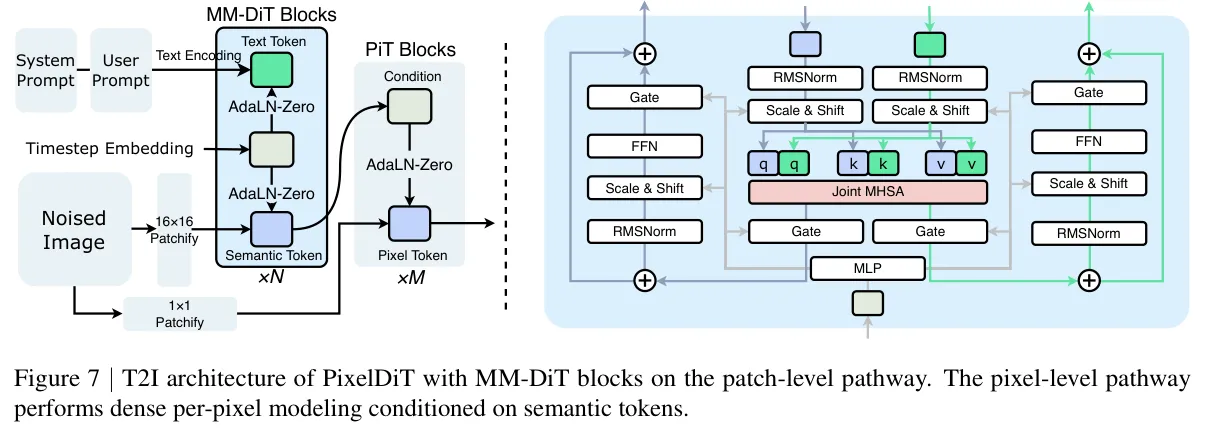 MM-DiT Blocks
PiT Blocks
System
Prompt
User
Prompt
Text Encoding
Text Token
AdaLN-Zero
Timestep Embedding
AdaLN-Zero
Noised
Image
16×16
Patchify
Semantic Token
×N
1×1
Patchify
Condition
AdaLN-Zero
Pixel Token
×M
Gate
FFN
Scale & Shift
RMSNorm
RMSNorm
RMSNorm
Scale & Shift
Scale & Shift
q
q
k
k
v
v
Joint MHSA
Gate
Gate
MLP
Gate
FFN
Scale & Shift
RMSNorm
Figure 7 | T2I architecture of PixelDiT with MM-DiT blocks on the patch-level pathway. The pixel-level pathway
performs dense per-pixel modeling conditioned on semantic tokens.